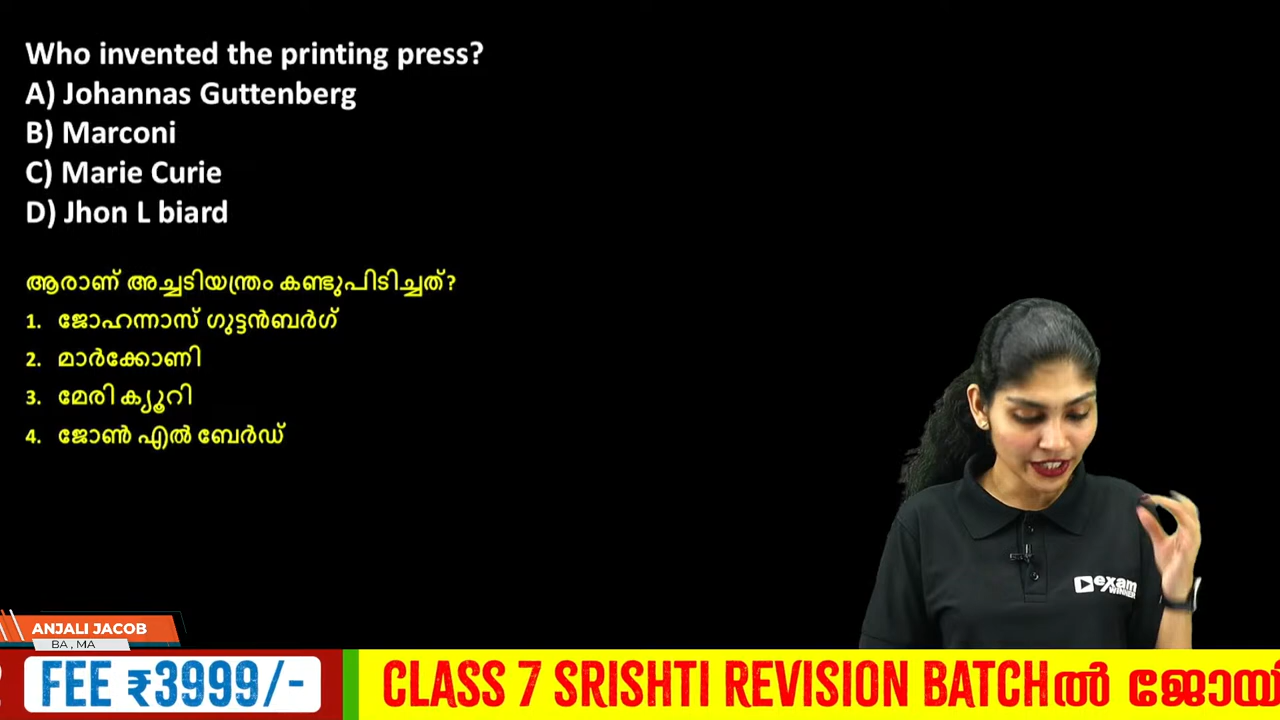 Who invented the printing press?
A) Johannas Guttenberg
B) Marconi
C) Marie Curie
D) Jhon L biard
ആരാണ് അച്ചടിയന്ത്രം കണ്ടുപിടിച്ചത്?
1. ജോഹന്നാസ് ഗുട്ടൻബർഗ്
2. മാർക്കോണി
3. മേരി ക്യൂറി
4. ജോൺ എൽ ബേർഡ്
exam
WINNER
ANJALI JACOB
BA , MA
FEE ₹3999/-
CLASS 7 SRISHTI REVISION BATCHൽ